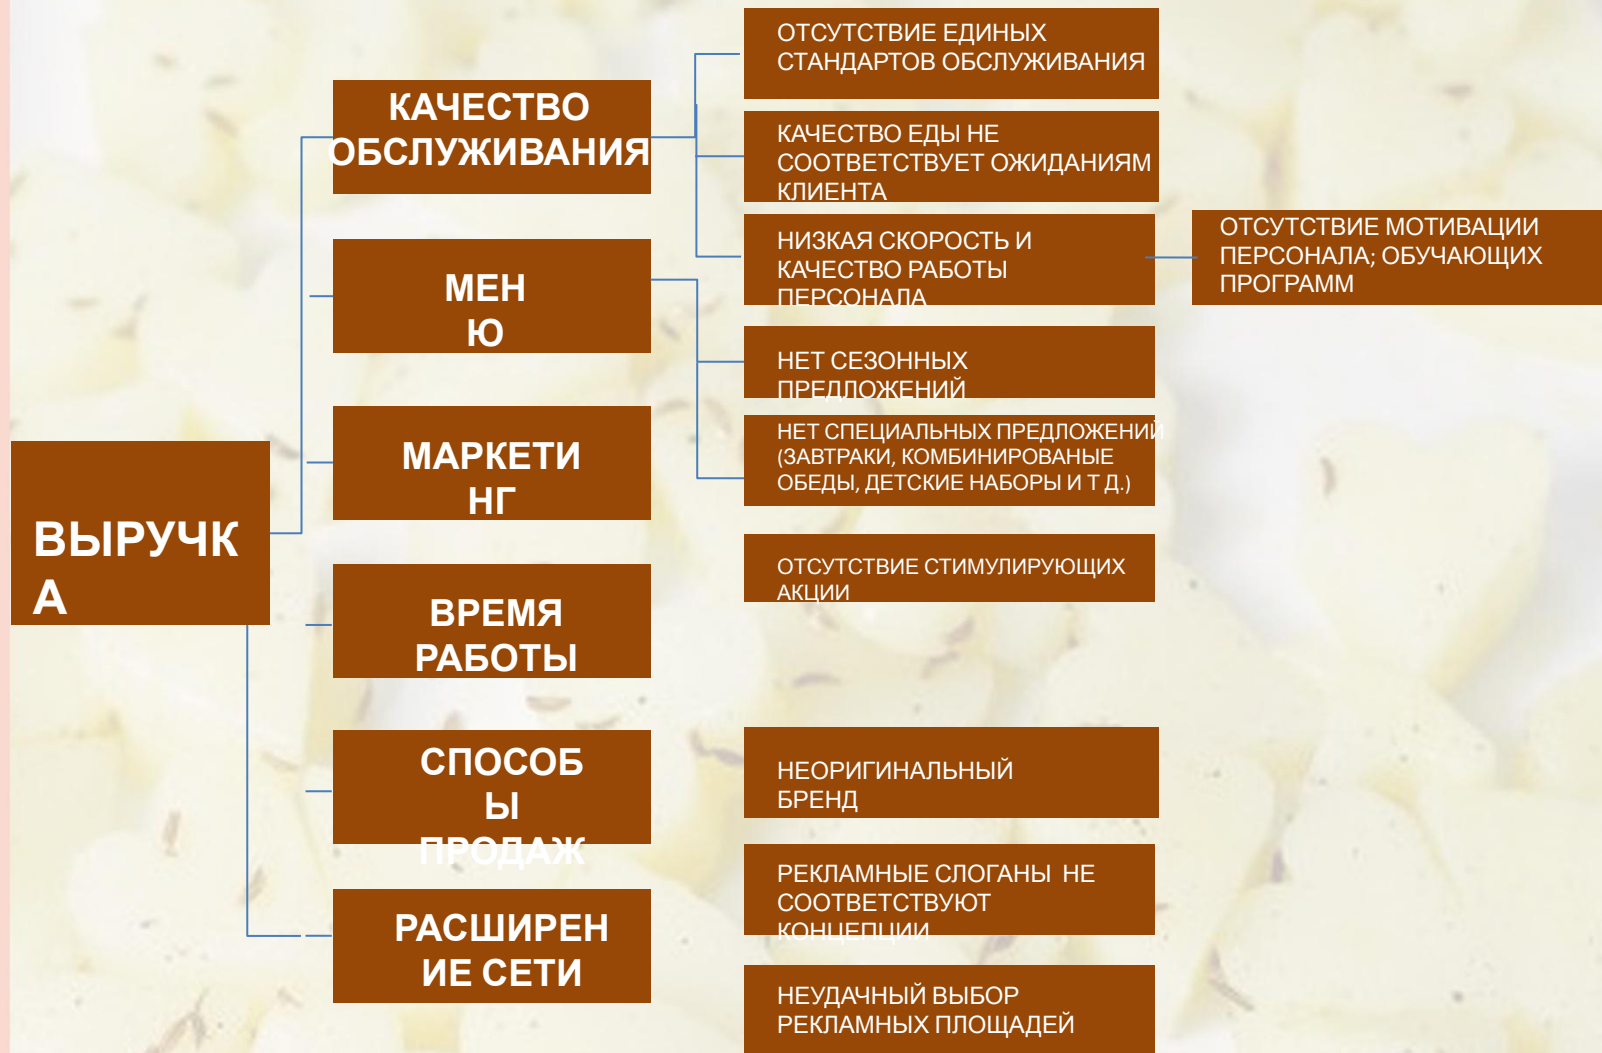 ВЫРУЧК
А
КАЧЕСТВО
ОБСЛУЖИВАНИЯ
МЕН
Ю
МАРКЕТИ
НГ
ВРЕМЯ
РАБОТЫ
СПОСОБ
Ы
ПРОДАЖ
РАСШИРЕН
ИЕ СЕТИ
ОТСУТСТВИЕ ЕДИНЫХ
СТАНДАРТОВ ОБСЛУЖИВАНИЯ
КАЧЕСТВО ЕДЫ НЕ
СООТВЕТСТВУЕТ ОЖИДАНИЯМ
КЛИЕНТА
НИЗКАЯ СКОРОСТЬ И
КАЧЕСТВО РАБОТЫ
ПЕРСОНАЛА
НЕТ СЕЗОННЫХ
ПРЕДЛОЖЕНИЙ
НЕТ СПЕЦИАЛЬНЫХ ПРЕДЛОЖЕНИЙ
(ЗАВТРАКИ, КОМБИНИРОВАНЫЕ
ОБЕДЫ, ДЕТСКИЕ НАБОРЫ И Т Д.)
ОТСУТСТВИЕ СТИМУЛИРУЮЩИХ
АКЦИИ
НЕОРИГИНАЛЬНЫЙ
БРЕНД
РЕКЛАМНЫЕ СЛОГАНЫ НЕ
СООТВЕТСТВУЮТ
КОНЦЕПЦИИ
НЕУДАЧНЫЙ ВЫБОР
РЕКЛАМНЫХ ПЛОЩАДЕЙ
ОТСУТСТВИЕ МОТИВАЦИИ
ПЕРСОНАЛА; ОБУЧАЮЩИХ
ПРОГРАММ